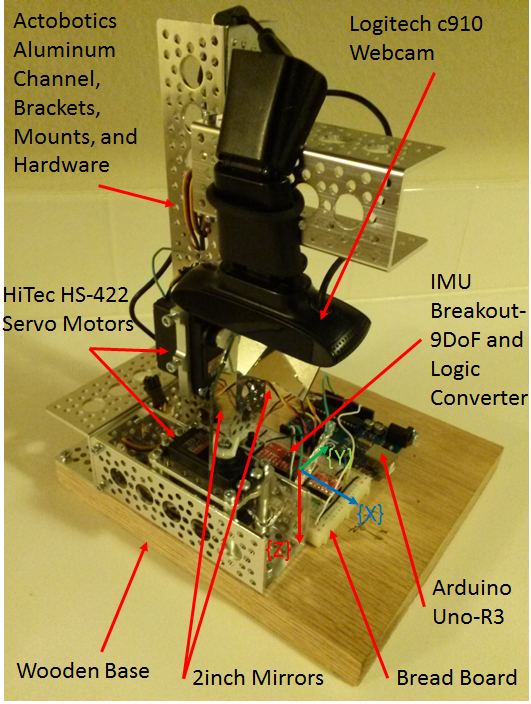 Actobotics
Aluminum
Channel,
Brackets,
Mounts, and
Hardware
Logitech c910
Webcam
HiTec HS-422
Servo Motors
IMU
Breakout-
9DoF and
Logic
Converter
{Y}
{X}
{Z}
Arduino
Uno-R3
Wooden Base
2inch Mirrors
Bread Board